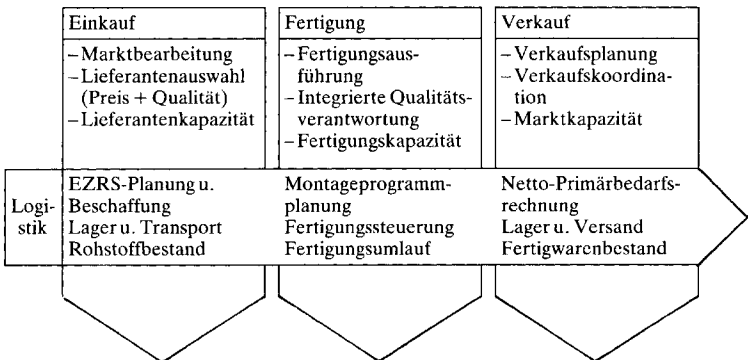 Einkauf
– Marktbearbeitung
– Lieferantenauswahl
(Preis + Qualität)
– Lieferantenkapazität
Fertigung
– Fertigungsaus-
führung
– Integrierte Qualitäts-
verantwortung
– Fertigungskapazität
Verkauf
– Verkaufsplanung
– Verkaufskoordina-
tion
– Marktkapazität
Logi-
stik
EZRS-Planung u.
Beschaffung
Lager u. Transport
Rohstoffbestand
Montageprogramm-
planung
Fertigungssteuerung
Fertigungsumlauf
Netto-Primärbedarfs-
rechnung
Lager u. Versand
Fertigwarenbestand